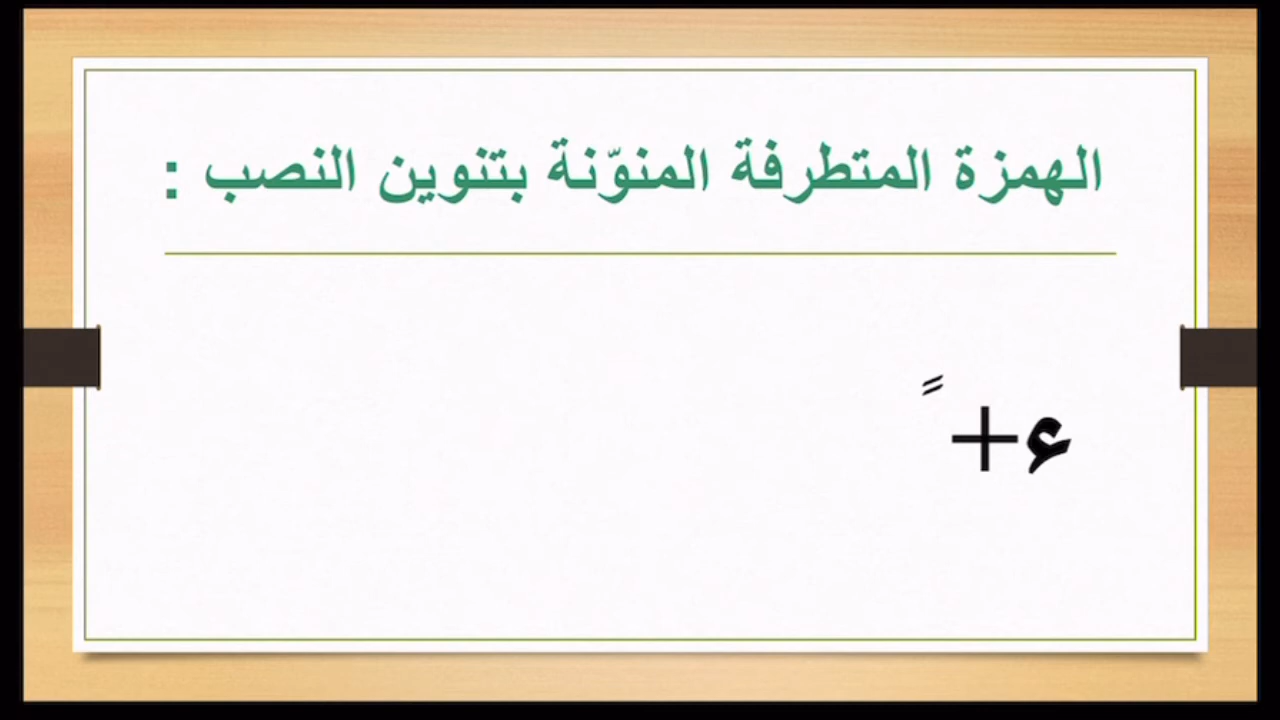 الهمزة المتطرفة المنوّنة بتنوين النصب :
ء+ ً